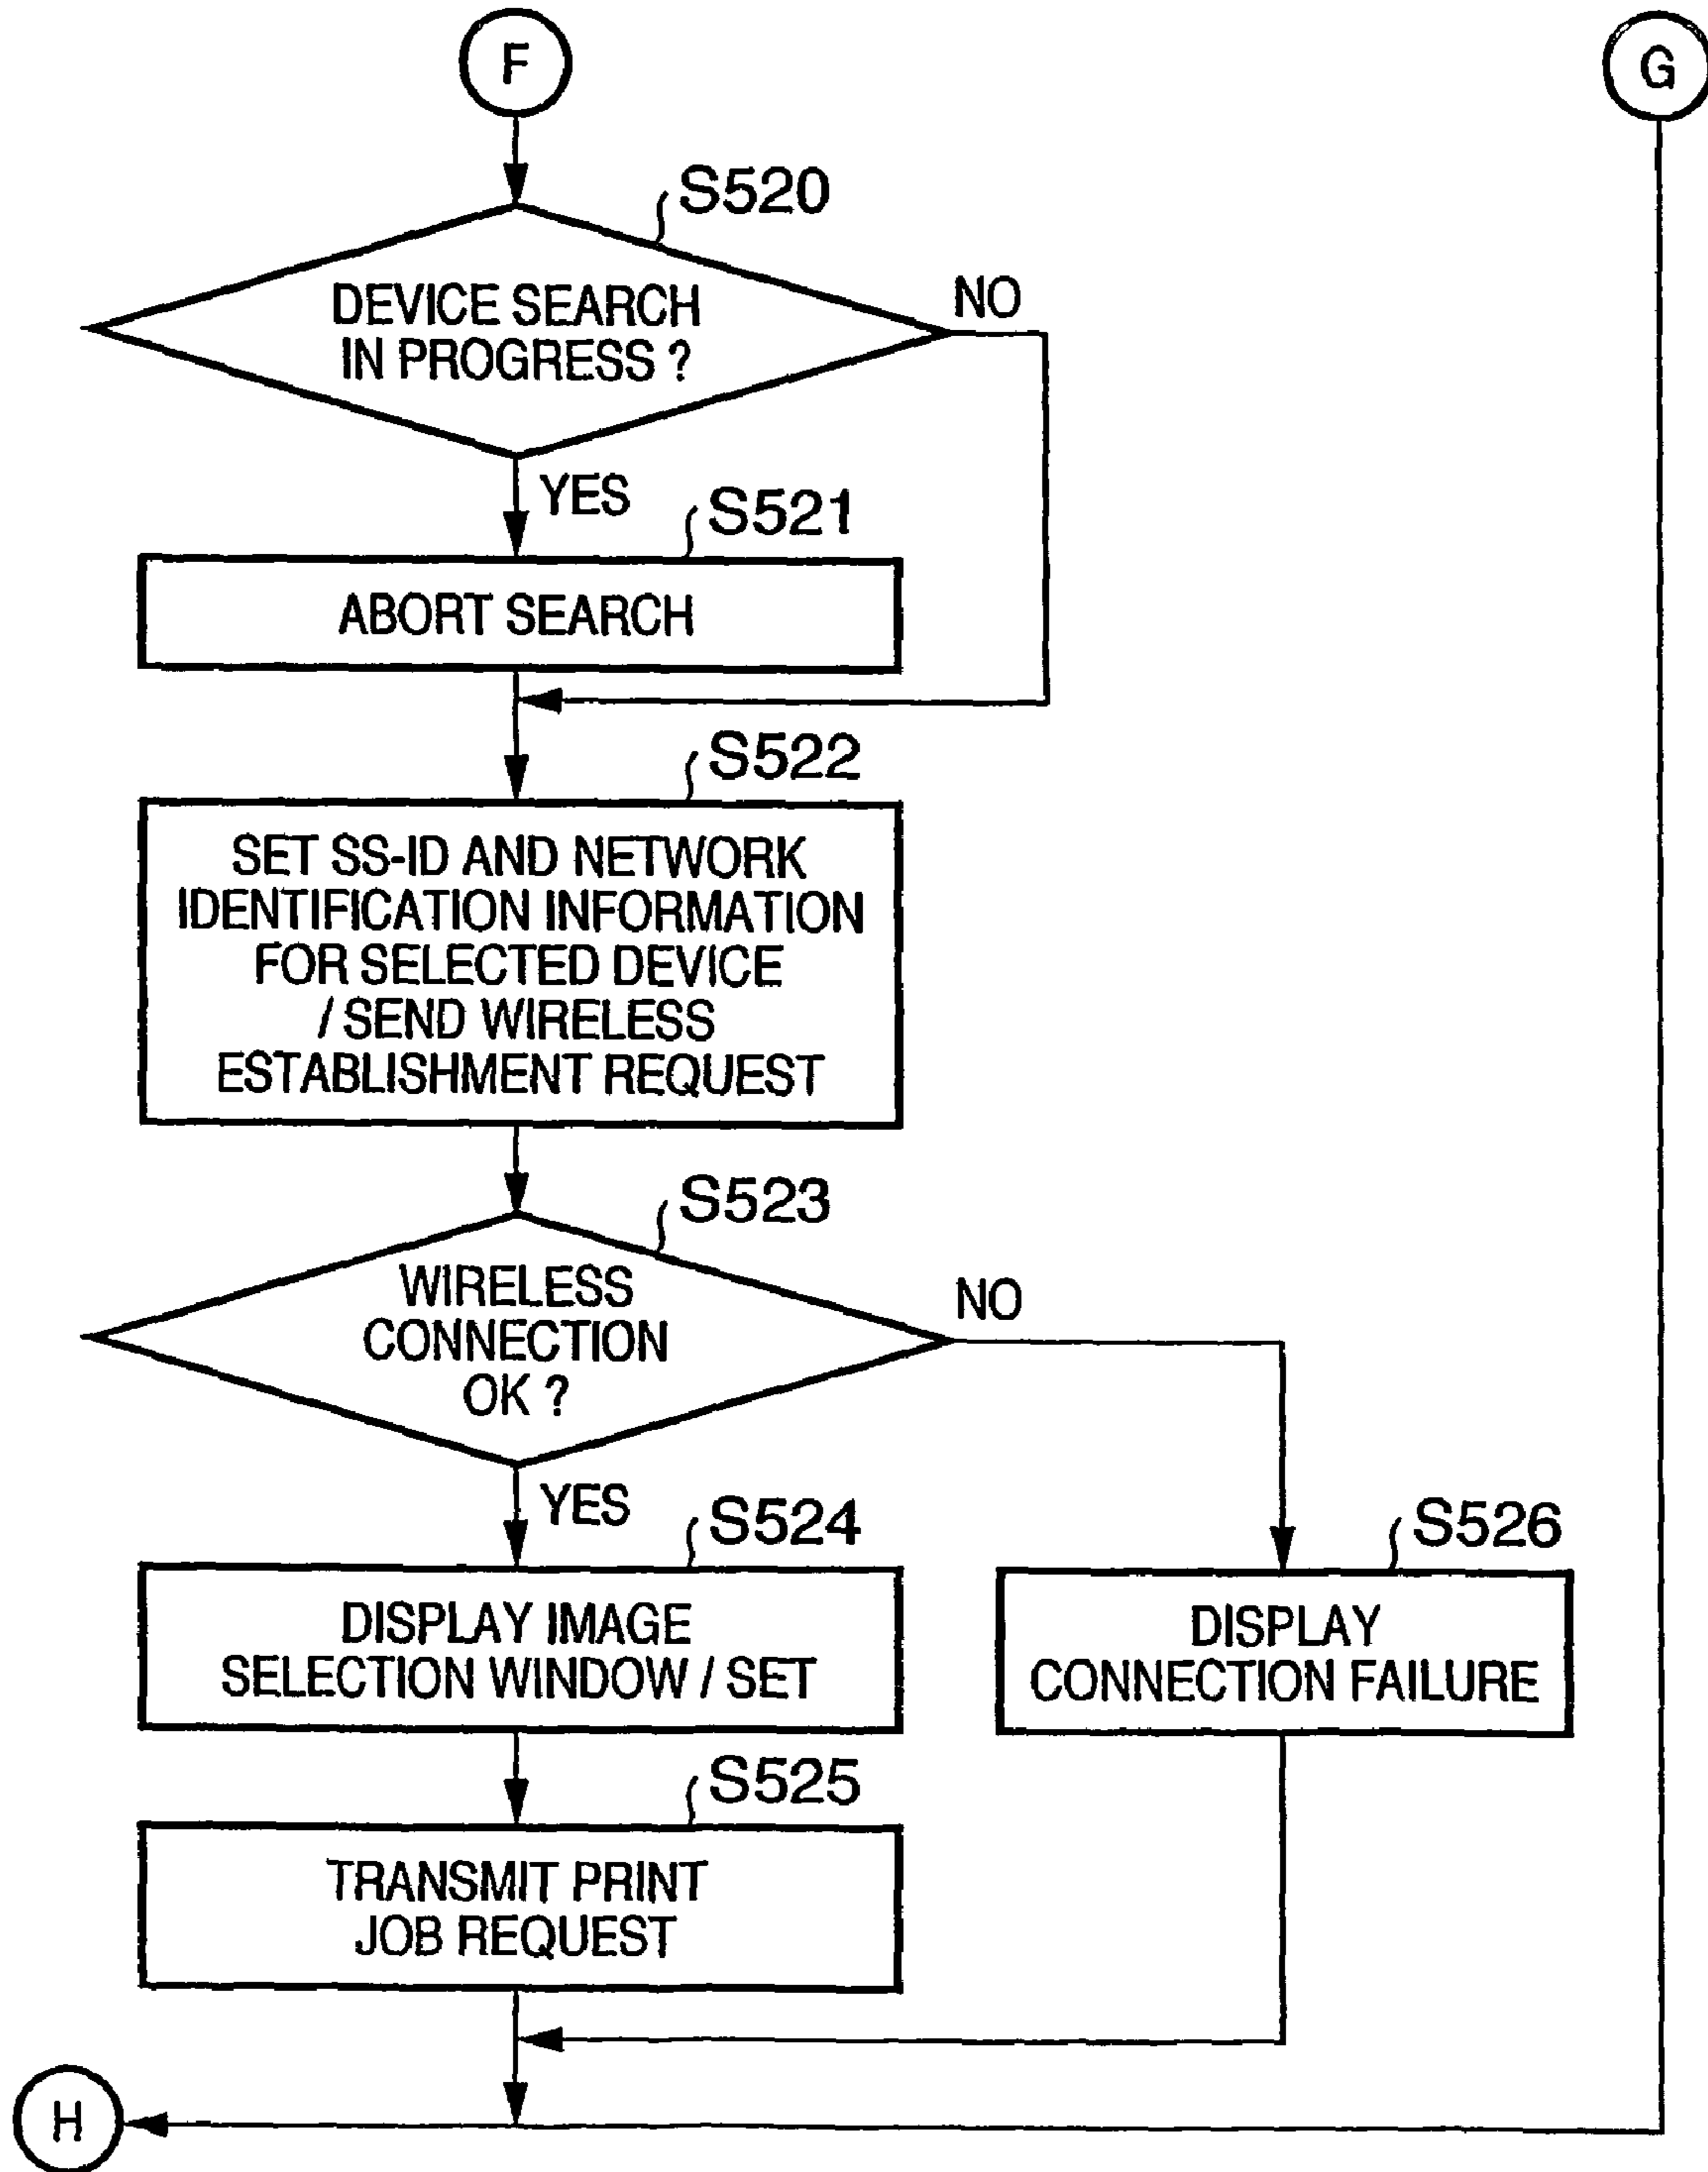 F
G
S520
DEVICE SEARCH
IN PROGRESS ?
NO
YES
S521
ABORT SEARCH
S522
SET SS-ID AND NETWORK
IDENTIFICATION INFORMATION
FOR SELECTED DEVICE
/ SEND WIRELESS
ESTABLISHMENT REQUEST
S523
WIRELESS
CONNECTION
OK ?
NO
YES
S524
DISPLAY IMAGE
SELECTION WINDOW / SET
S526
DISPLAY
CONNECTION FAILURE
S525
TRANSMIT PRINT
JOB REQUEST
H